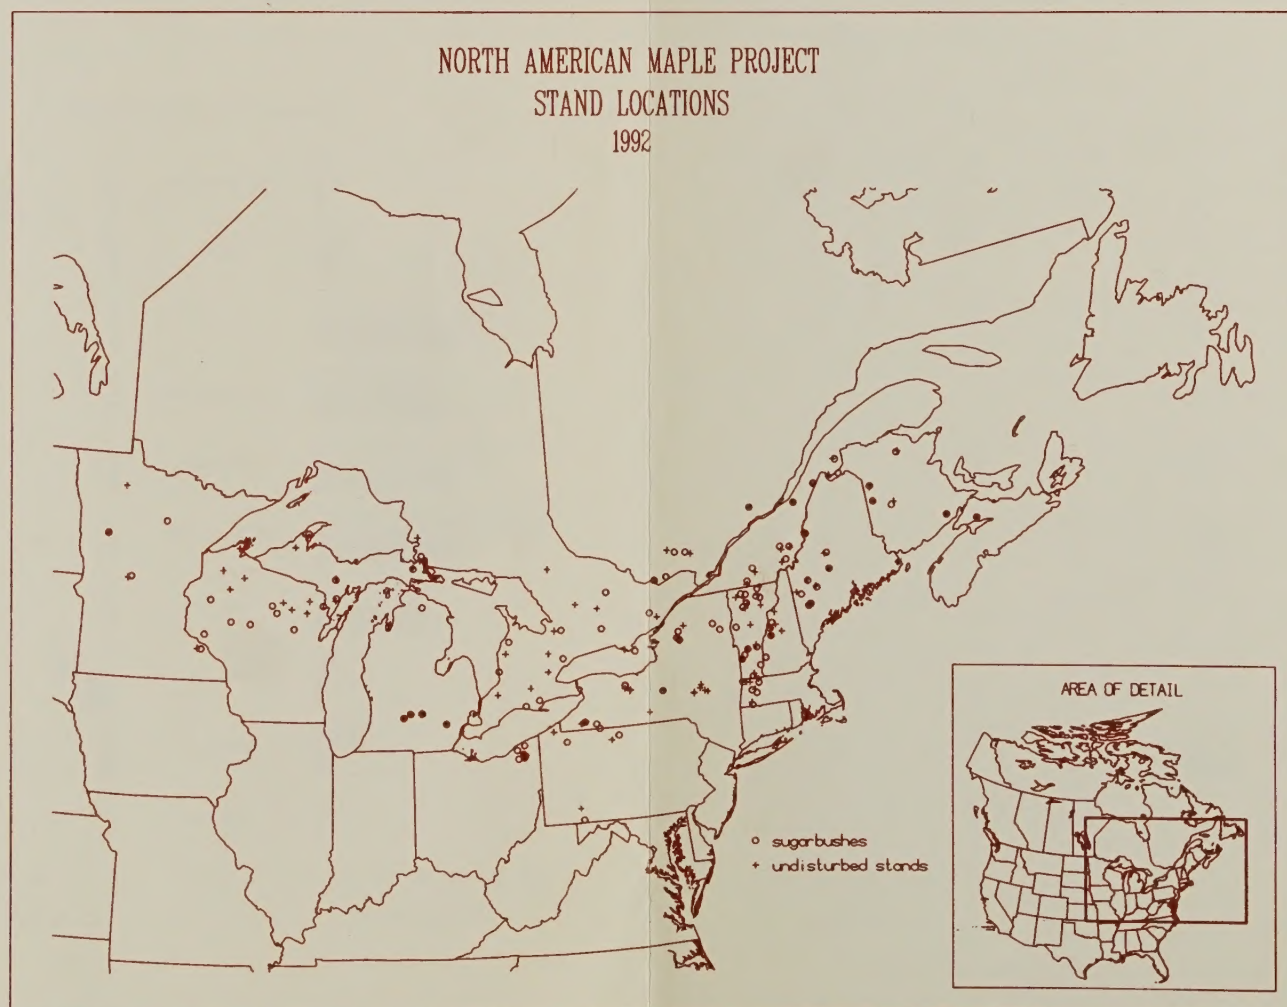 NORTH AMERICAN MAPLE PROJECT
STAND LOCATIONS
1992
AREA OF DETAIL
o sugarbushes
+ undisturbed stands